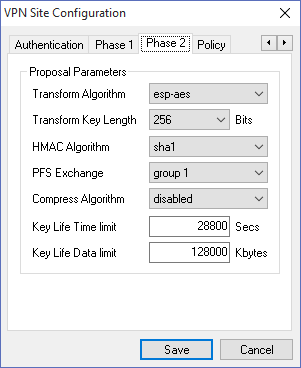 VPN Site Configuration
Authentication Phase 1 Phase 2 Policy
Proposal Parameters
Transform Algorithm esp-aes
Transform Key Length 256 Bits
HMAC Algorithm sha1
PFS Exchange group 1
Compress Algorithm disabled
Key Life Time limit 28800 Secs
Key Life Data limit 128000 Kbytes
Save Cancel